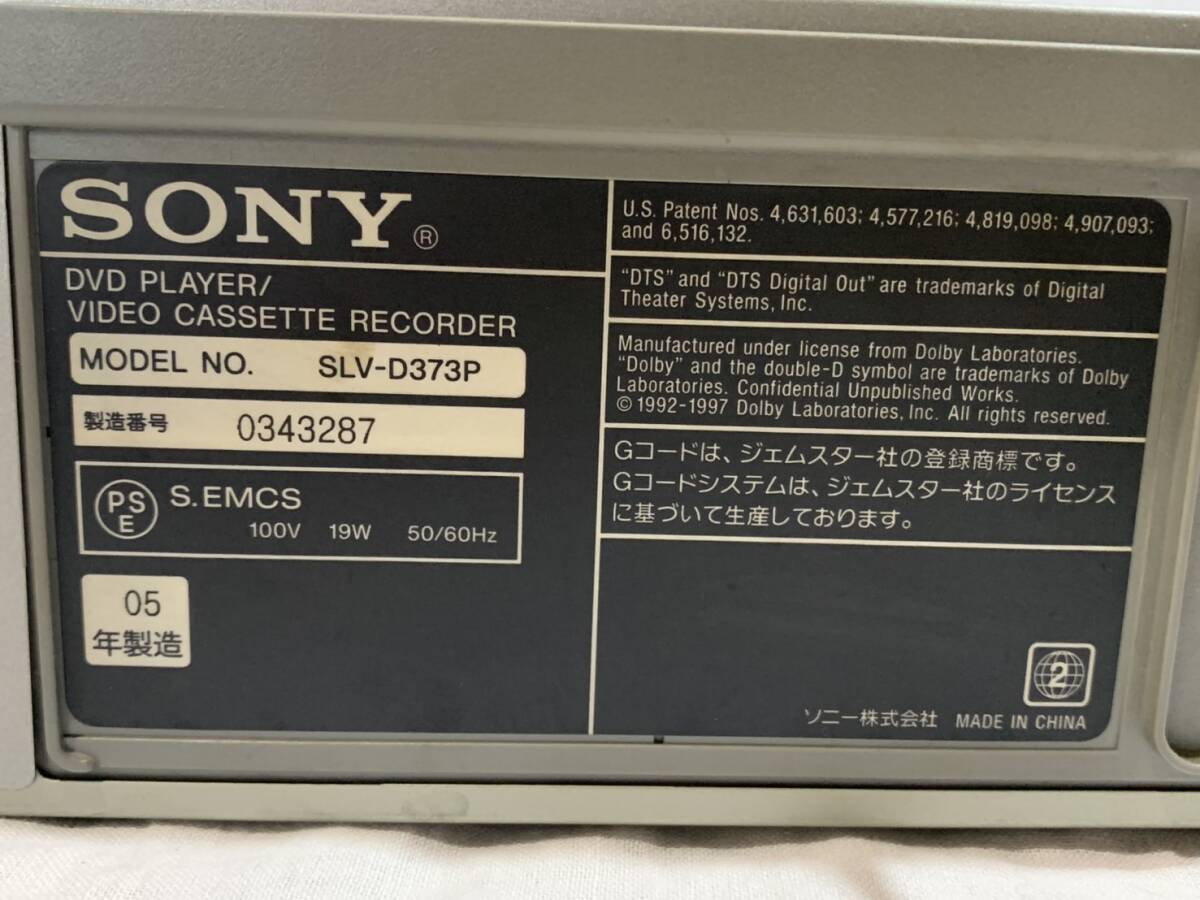 SONY®
DVD PLAYER/
VIDEO CASSETTE RECORDER
MODEL NO. SLV-D373P
製造番号 0343287
PS
E
S.EMCS
100V 19W 50/60Hz
05
年製造
U.S. Patent Nos. 4,631,603; 4,577,216; 4,819,098; 4,907,093;
and 6,516,132.
"DTS" and "DTS Digital Out" are trademarks of Digital
Theater Systems, Inc.
Manufactured under license from Dolby Laboratories.
"Dolby" and the double-D symbol are trademarks of Dolby
Laboratories. Confidential Unpublished Works.
© 1992-1997 Dolby Laboratories, Inc. All rights reserved.
Gコードは、ジェムスター社の登録商標です。
Gコードシステムは、ジェムスター社のライセンス
に基づいて生産しております。
2
ソニー株式会社 MADE IN CHINA